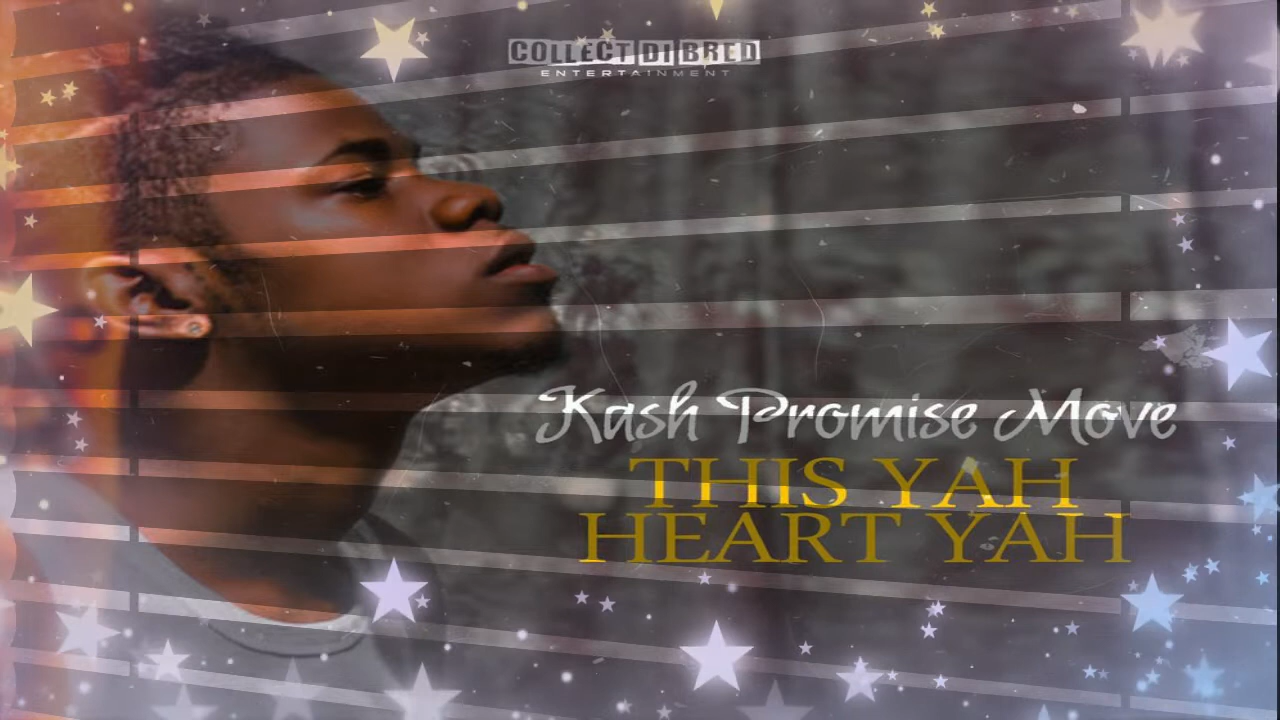 COLLECT DI BRED
ENTERTAINMENT
Kash Promise Move
THIS YAH
HEART YAH